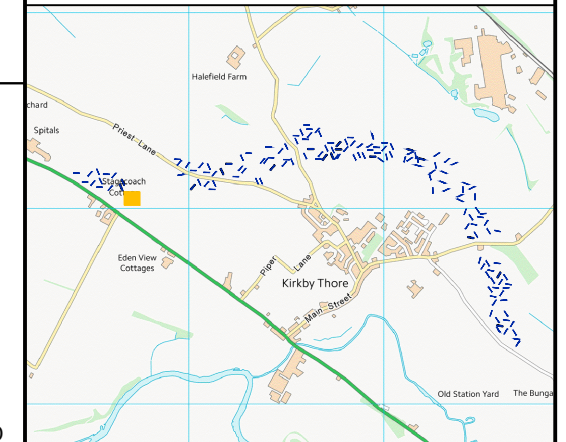 Halefield Farm
chard
Spitals
Priest Lane
Stagecoach
Eden View
Cottages
Piper Lane
Kirkby Thore
Main Street
Old Station Yard
The Bunga